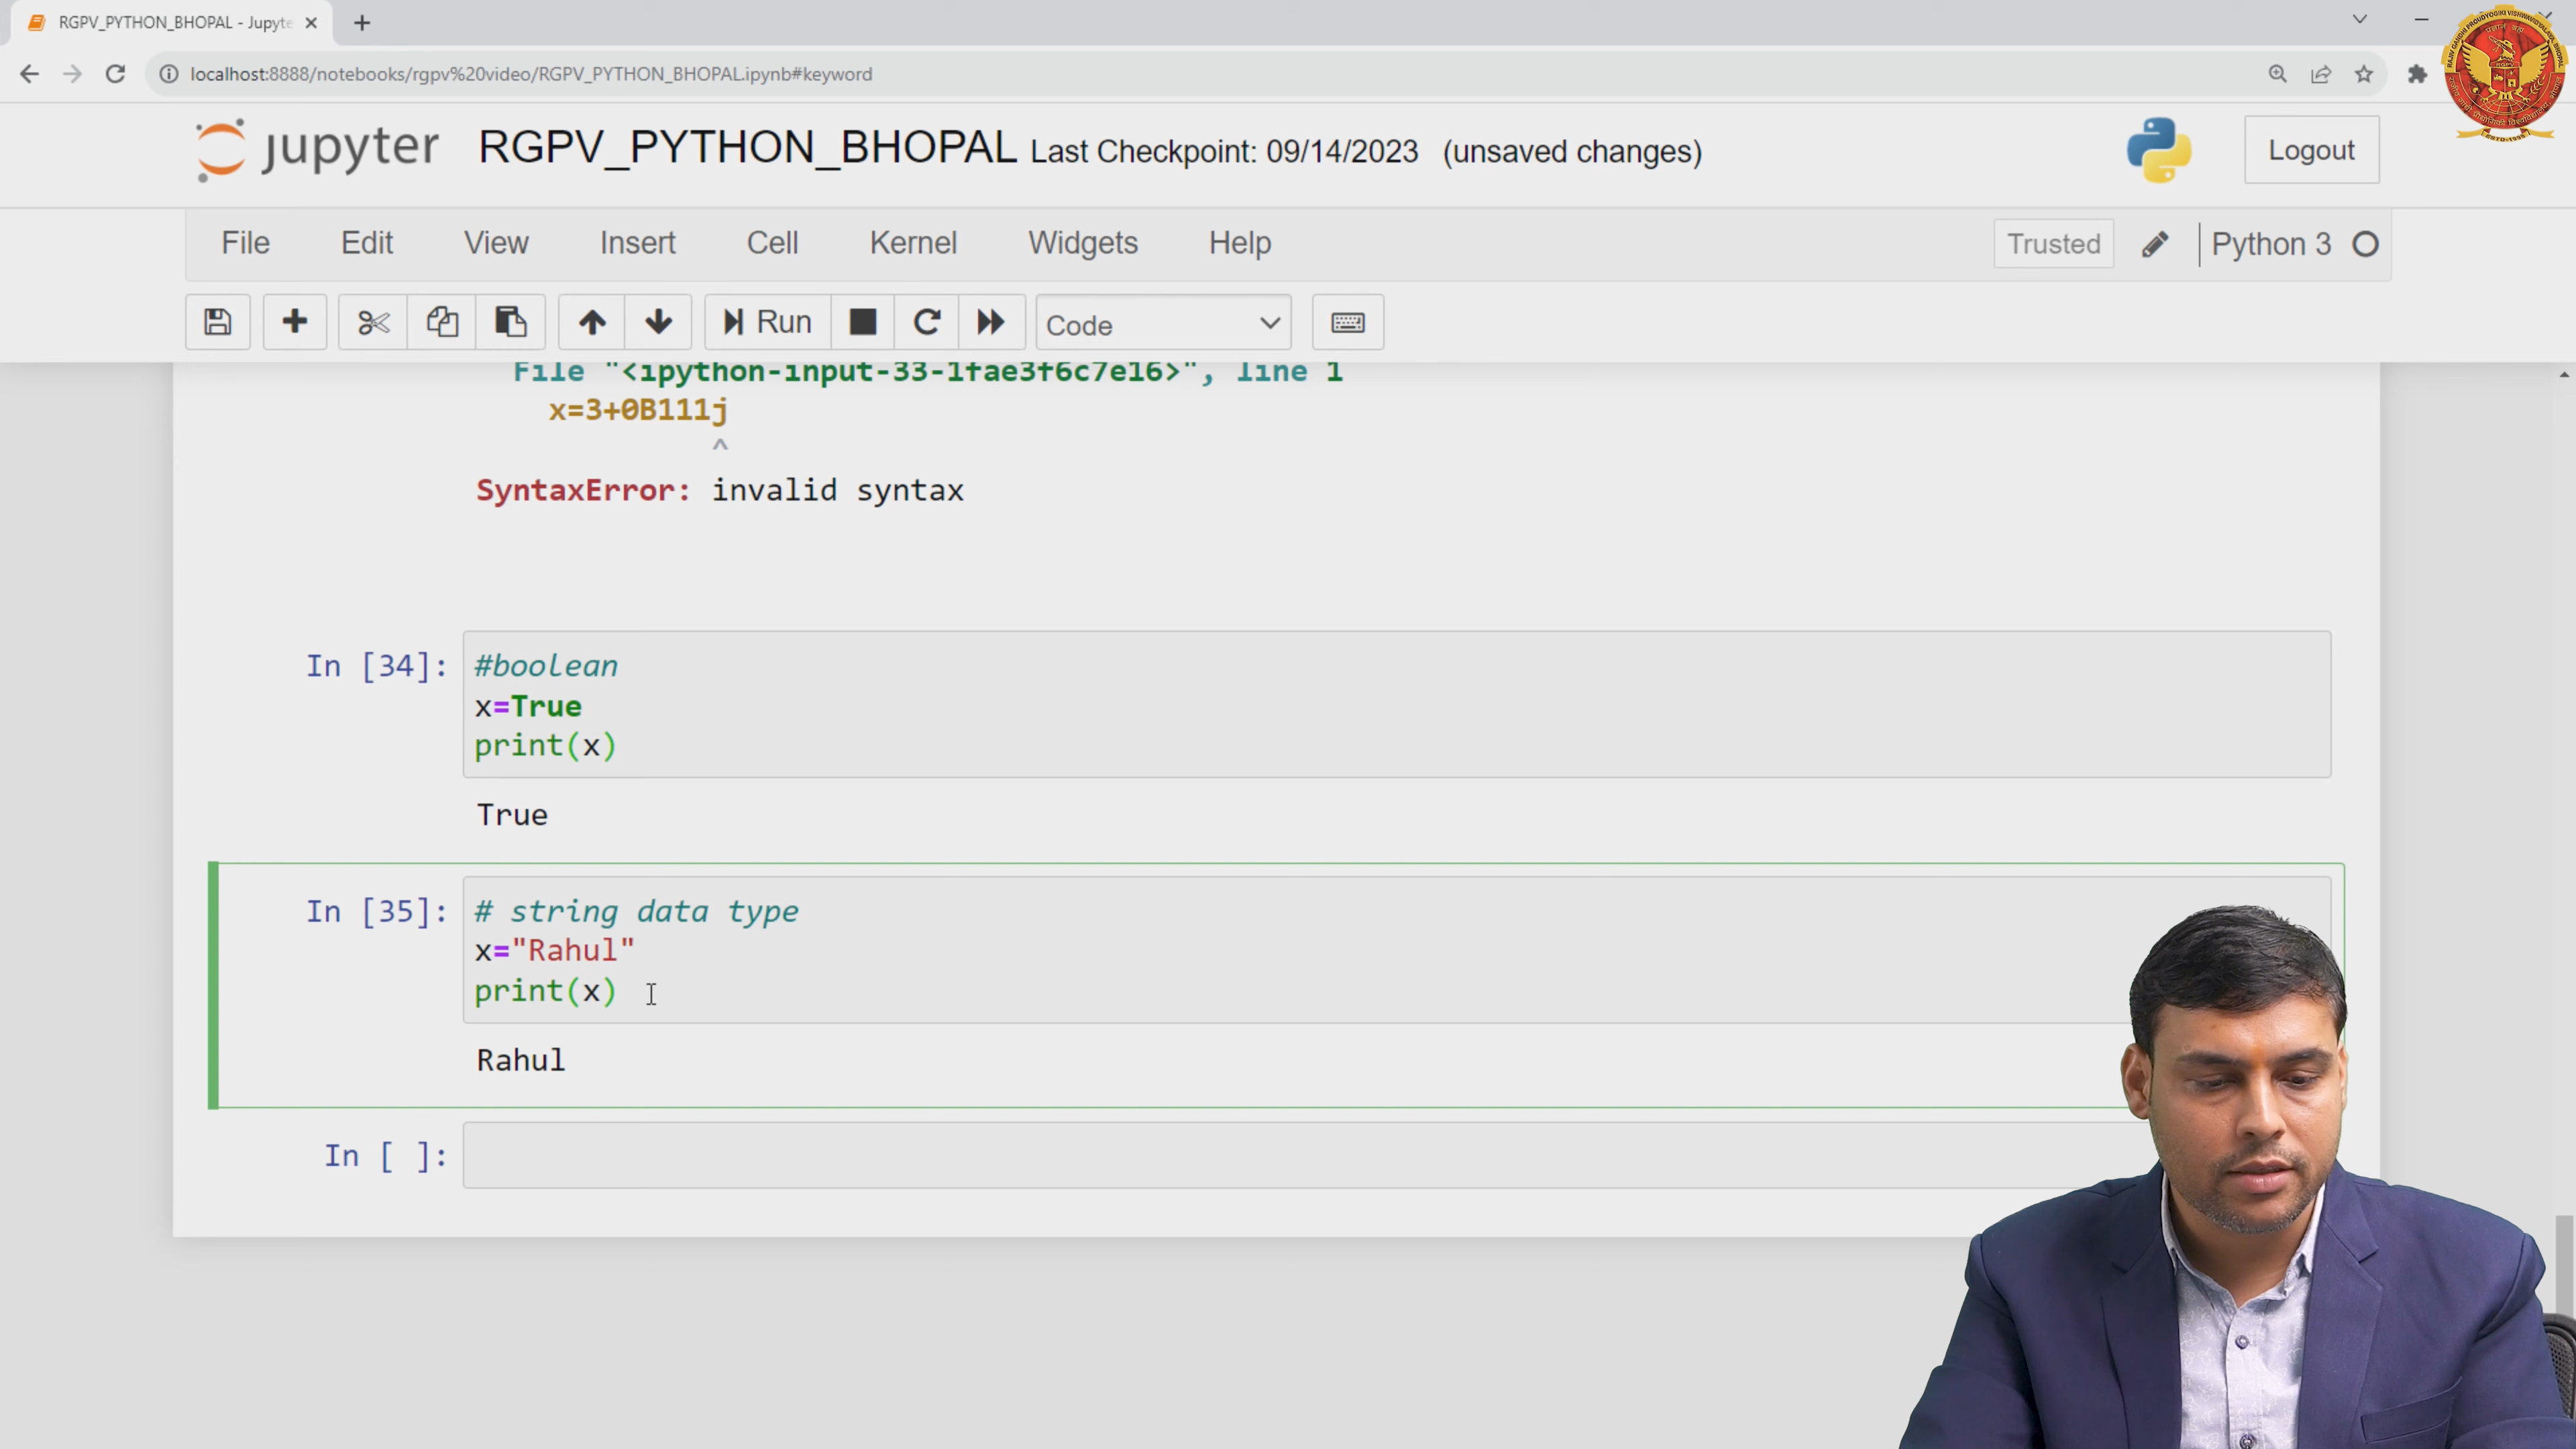 RGPV_PYTHON_BHOPAL - Jupyte
localhost:8888/notebooks/rgpv%20video/RGPV_PYTHON_BHOPAL.ipynb#keyword
jupyter RGPV_PYTHON_BHOPAL Last Checkpoint: 09/14/2023 (unsaved changes)
Logout
File Edit View Insert Cell Kernel Widgets Help
Trusted Python 3
Run Code
File "<ipython-input-33-1fae3f6c7e16>", line 1
x=3+0B111j
^
SyntaxError: invalid syntax
In [34]: #boolean
x=True
print(x)
True
In [35]: # string data type
x="Rahul"
print(x)
Rahul
In [ ]: